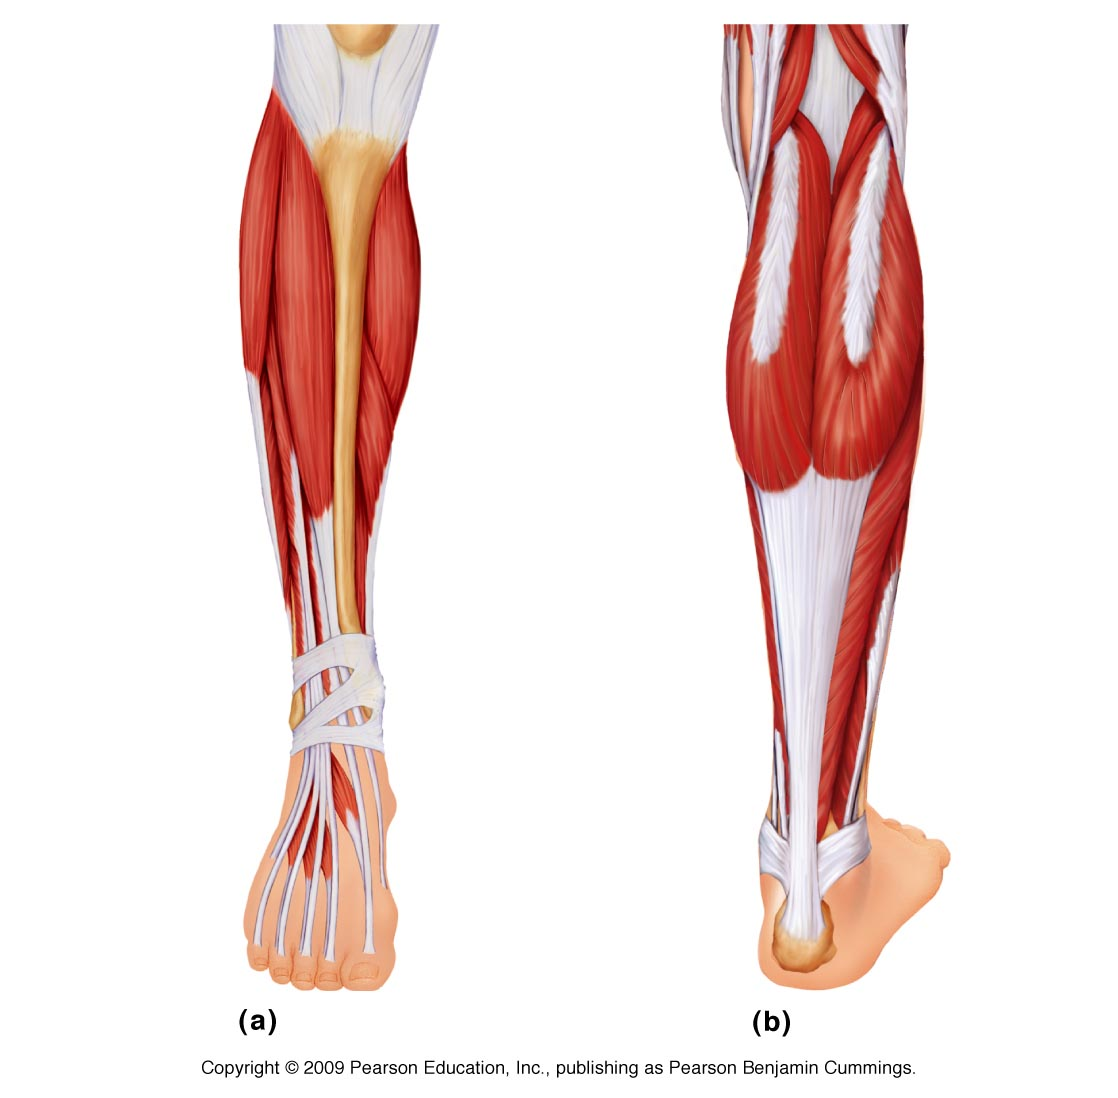 (a)
(b)
Copyright © 2009 Pearson Education, Inc., publishing as Pearson Benjamin Cummings.